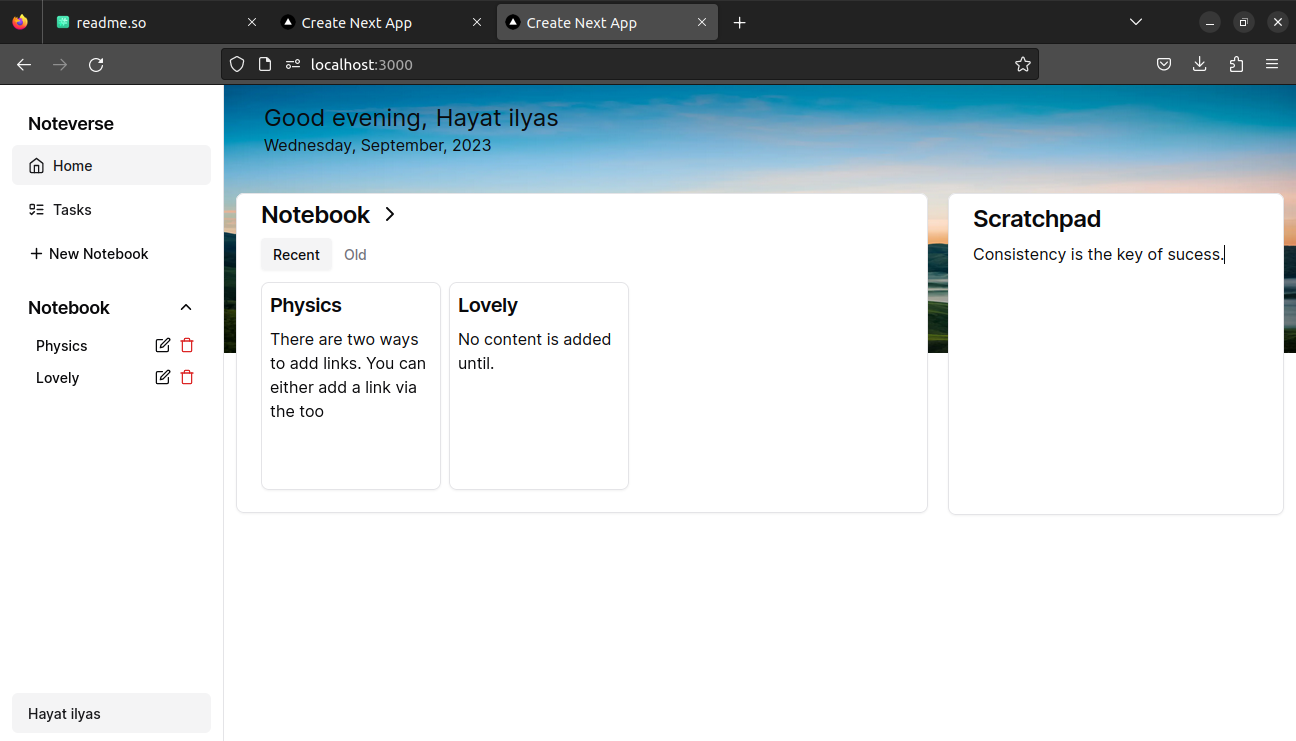 readme.so
Create Next App
Create Next App
localhost:3000
Noteverse
Home
Tasks
New Notebook
Notebook
Physics
Lovely
Hayat ilyas
Good evening, Hayat ilyas
Wednesday, September, 2023
Notebook
Recent
Old
Physics
There are two ways
to add links. You can
either add a link via
the too
Lovely
No content is added
until.
Scratchpad
Consistency is the key of sucess.